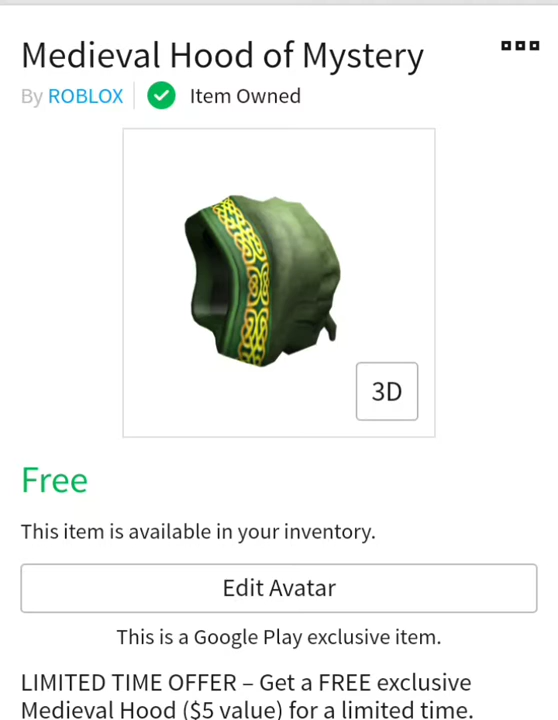 Medieval Hood of Mystery
By ROBLOX Item Owned
3D
Free
This item is available in your inventory.
Edit Avatar
This is a Google Play exclusive item.
LIMITED TIME OFFER – Get a FREE exclusive
Medieval Hood ($5 value) for a limited time.